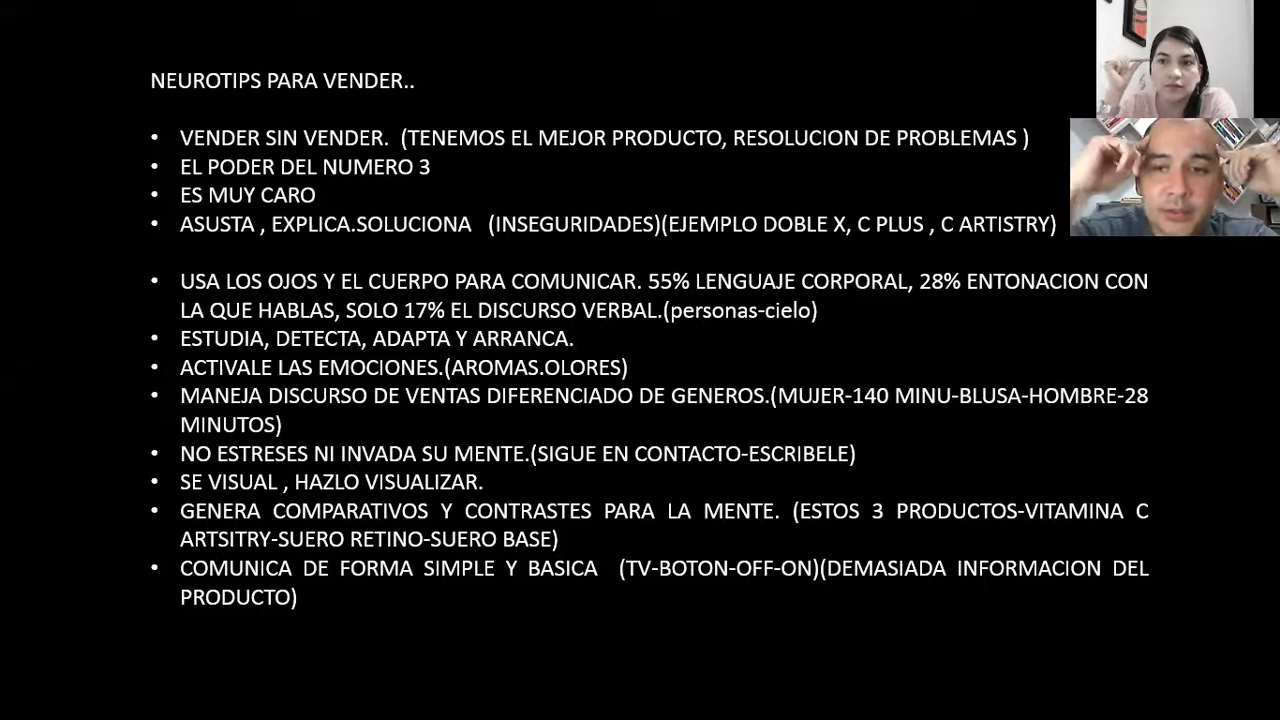 NEUROTIPS PARA VENDER..
• VENDER SIN VENDER. (TENEMOS EL MEJOR PRODUCTO, RESOLUCION DE PROBLEMAS )
• EL PODER DEL NUMERO 3
• ES MUY CARO
• ASUSTA , EXPLICA.SOLUCIONA (INSEGURIDADES)(EJEMPLO DOBLE X, C PLUS , C ARTISTRY)
• USA LOS OJOS Y EL CUERPO PARA COMUNICAR. 55% LENGUAJE CORPORAL, 28% ENTONACION CON
LA QUE HABLAS, SOLO 17% EL DISCURSO VERBAL.(personas-cielo)
• ESTUDIA, DETECTA, ADAPTA Y ARRANCA.
• ACTIVALE LAS EMOCIONES.(AROMAS.OLORES)
• MANEJA DISCURSO DE VENTAS DIFERENCIADO DE GENEROS.(MUJER-140 MINU-BLUSA-HOMBRE-28
MINUTOS)
• NO ESTRESES NI INVADA SU MENTE.(SIGUE EN CONTACTO-ESCRIBELE)
• SE VISUAL , HAZLO VISUALIZAR.
• GENERA COMPARATIVOS Y CONTRASTES PARA LA MENTE. (ESTOS 3 PRODUCTOS-VITAMINA C
ARTSITRY-SUERO RETINO-SUERO BASE)
• COMUNICA DE FORMA SIMPLE Y BASICA (TV-BOTON-OFF-ON)(DEMASIADA INFORMACION DEL
PRODUCTO)